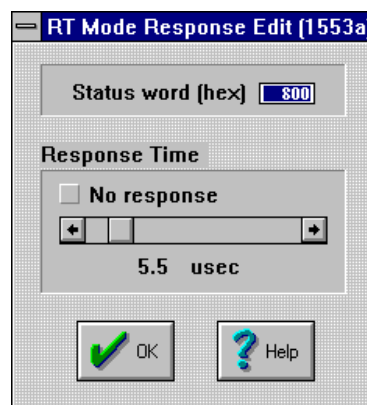 RT Mode Response Edit (1553a)
Status word (hex) 800
Response Time
No response
5.5 usec
OK Help